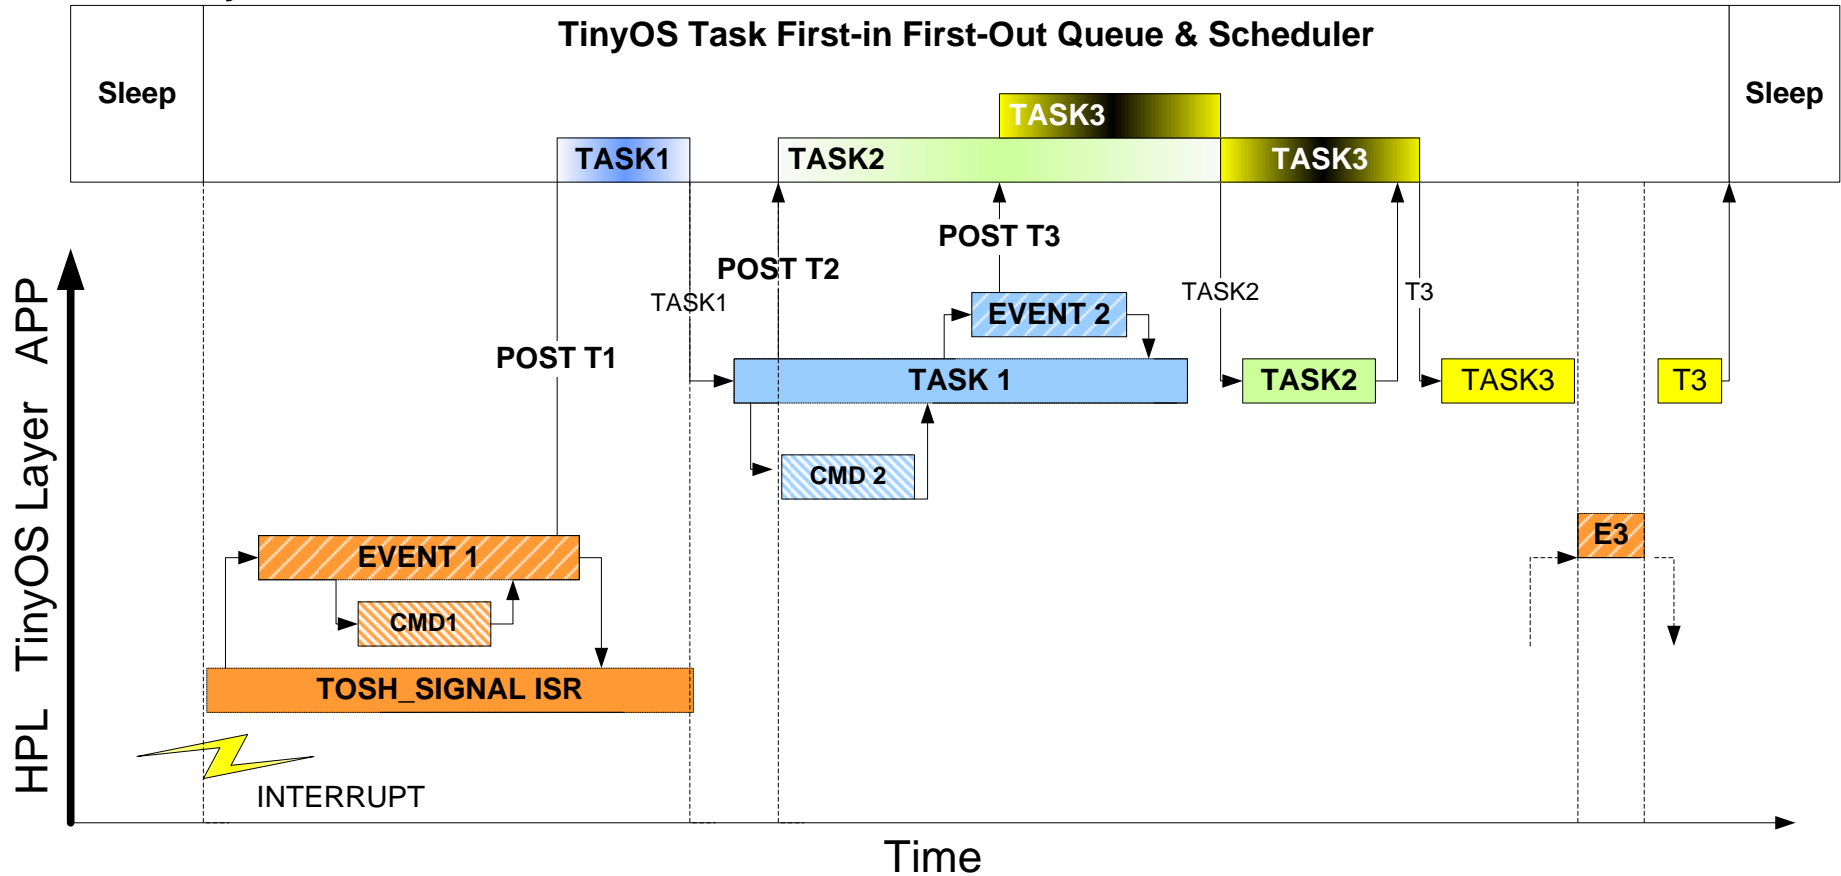 TinyOS Task First-in First-Out Queue & Scheduler
Sleep
Sleep
TASK3
TASK1
TASK2
TASK3
POST T3
POST T2
TASK1
TASK2
T3
EVENT 2
POST T1
TASK 1
TASK2
TASK3
T3
CMD 2
E3
EVENT 1
CMD1
TOSH_SIGNAL ISR
INTERRUPT
HPL TinyOS Layer APP
Time